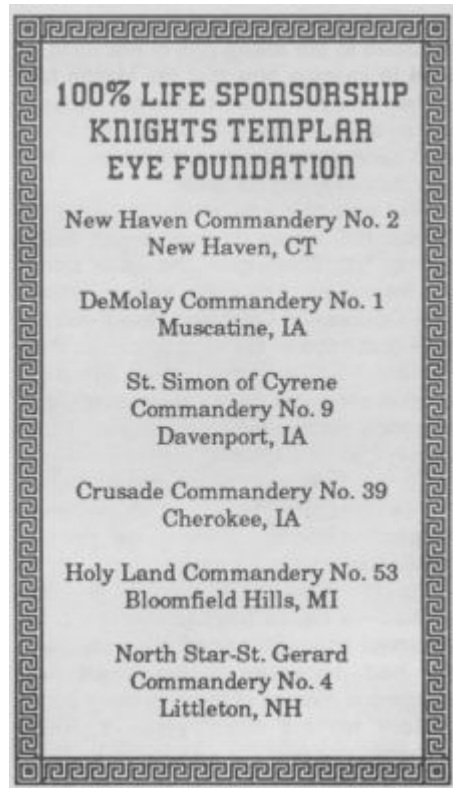 100% LIFE SPONSORSHIP
KNIGHTS TEMPLAR
EYE FOUNDATION
New Haven Commandery No. 2
New Haven, CT
DeMolay Commandery No. 1
Muscatine, IA
St. Simon of Cyrene
Commandery No. 9
Davenport, IA
Crusade Commandery No. 39
Cherokee, IA
Holy Land Commandery No. 53
Bloomfield Hills, MI
North Star-St. Gerard
Commandery No. 4
Littleton, NH